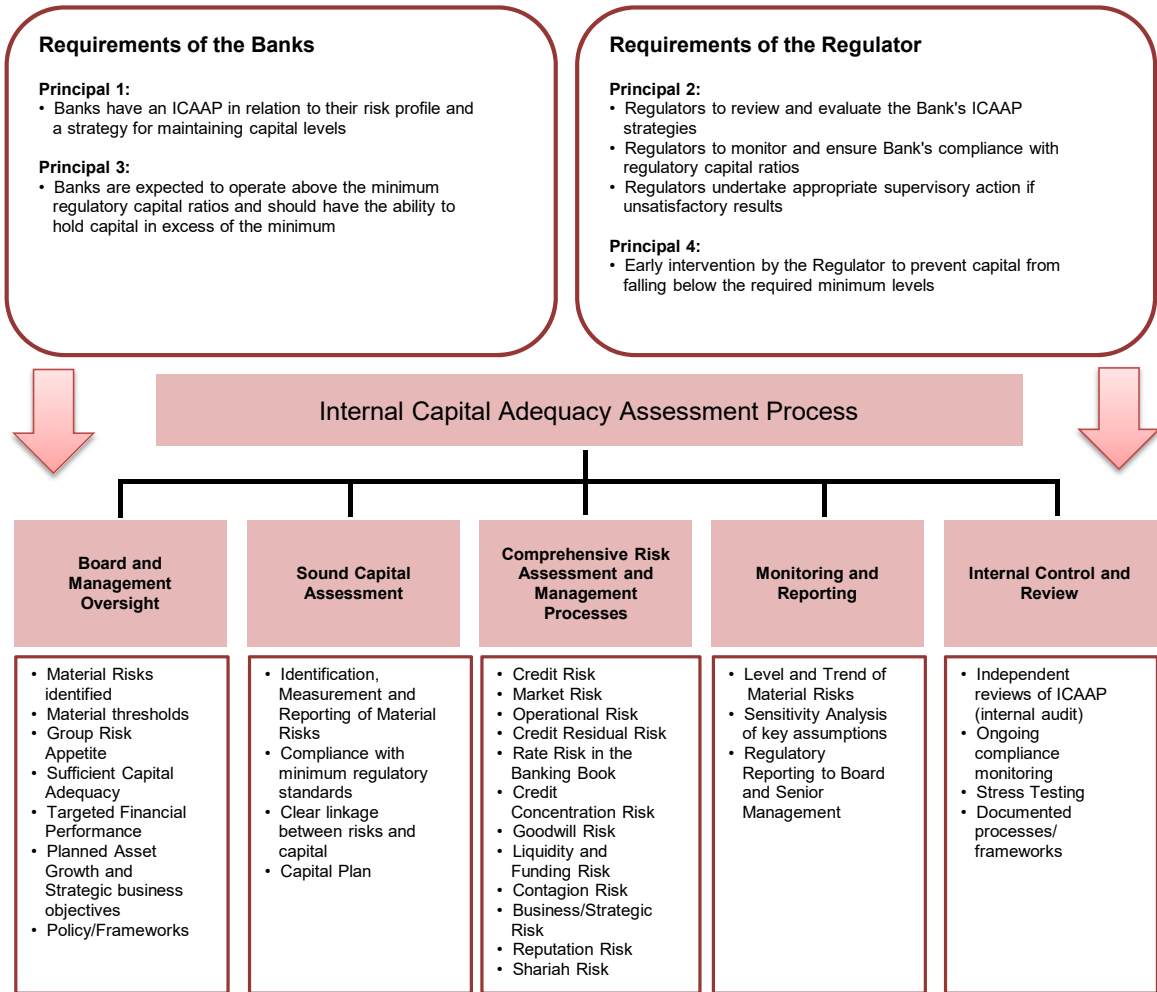 Requirements of the Banks
Principal 1:
• Banks have an ICAAP in relation to their risk profile and
a strategy for maintaining capital levels
Principal 3:
• Banks are expected to operate above the minimum
regulatory capital ratios and should have the ability to
hold capital in excess of the minimum
Requirements of the Regulator
Principal 2:
• Regulators to review and evaluate the Bank's ICAAP
strategies
• Regulators to monitor and ensure Bank's compliance with
regulatory capital ratios
• Regulators undertake appropriate supervisory action if
unsatisfactory results
Principal 4:
• Early intervention by the Regulator to prevent capital from
falling below the required minimum levels
Internal Capital Adequacy Assessment Process
Board and
Management
Oversight
• Material Risks
identified
• Material thresholds
• Group Risk
Appetite
• Sufficient Capital
Adequacy
• Targeted Financial
Performance
• Planned Asset
Growth and
Strategic business
objectives
• Policy/Frameworks
Sound Capital
Assessment
• Identification,
Measurement and
Reporting of Material
Risks
• Compliance with
minimum regulatory
standards
• Clear linkage
between risks and
capital
• Capital Plan
Comprehensive Risk
Assessment and
Management
Processes
• Credit Risk
• Market Risk
• Operational Risk
• Credit Residual Risk
• Rate Risk in the
Banking Book
• Credit
Concentration Risk
• Goodwill Risk
• Liquidity and
Funding Risk
• Contagion Risk
• Business/Strategic
Risk
• Reputation Risk
• Shariah Risk
Monitoring and
Reporting
• Level and Trend of
Material Risks
• Sensitivity Analysis
of key assumptions
• Regulatory
Reporting to Board
and Senior
Management
Internal Control and
Review
• Independent
reviews of ICAAP
(internal audit)
• Ongoing
compliance
monitoring
• Stress Testing
• Documented
processes/
frameworks